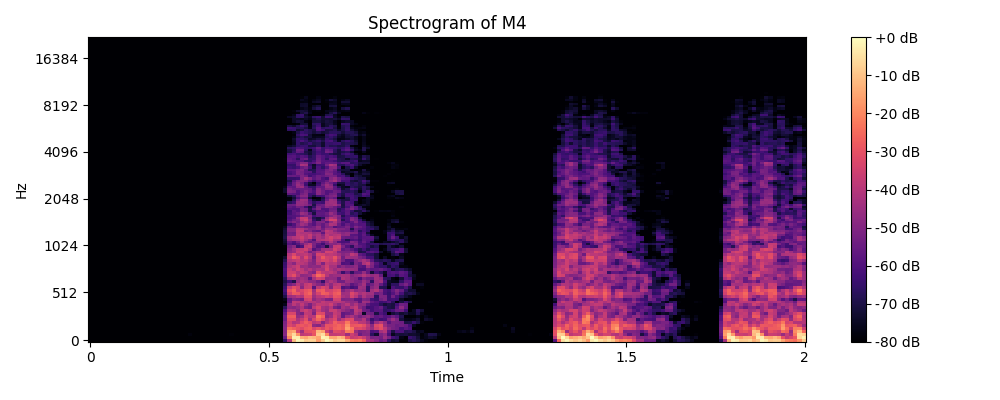 Spectrogram of M4
16384
8192
4096
2048
1024
512
0
Hz
0
0.5
1
1.5
2
Time
+0 dB
-10 dB
-20 dB
-30 dB
-40 dB
-50 dB
-60 dB
-70 dB
-80 dB